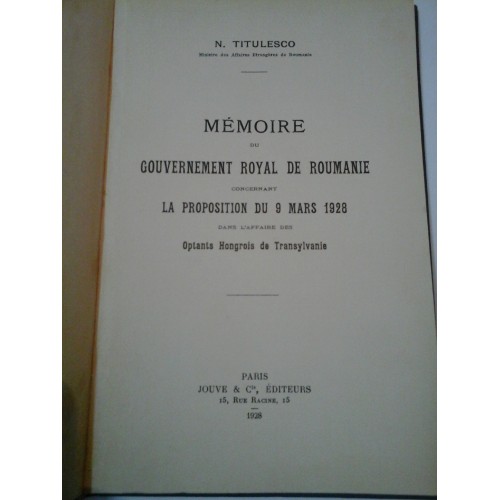 N. TITULESCO
Ministre des Affaires Étrangères de Roumanie
MÉMOIRE
DU
GOUVERNEMENT ROYAL DE ROUMANIE
CONCERNANT
LA PROPOSITION DU 9 MARS 1928
DANS L'AFFAIRE DES
Optants Hongrois de Transylvanie
PARIS
JOUVE & Cie, ÉDITEURS
15, RUE RACINE, 15
1928